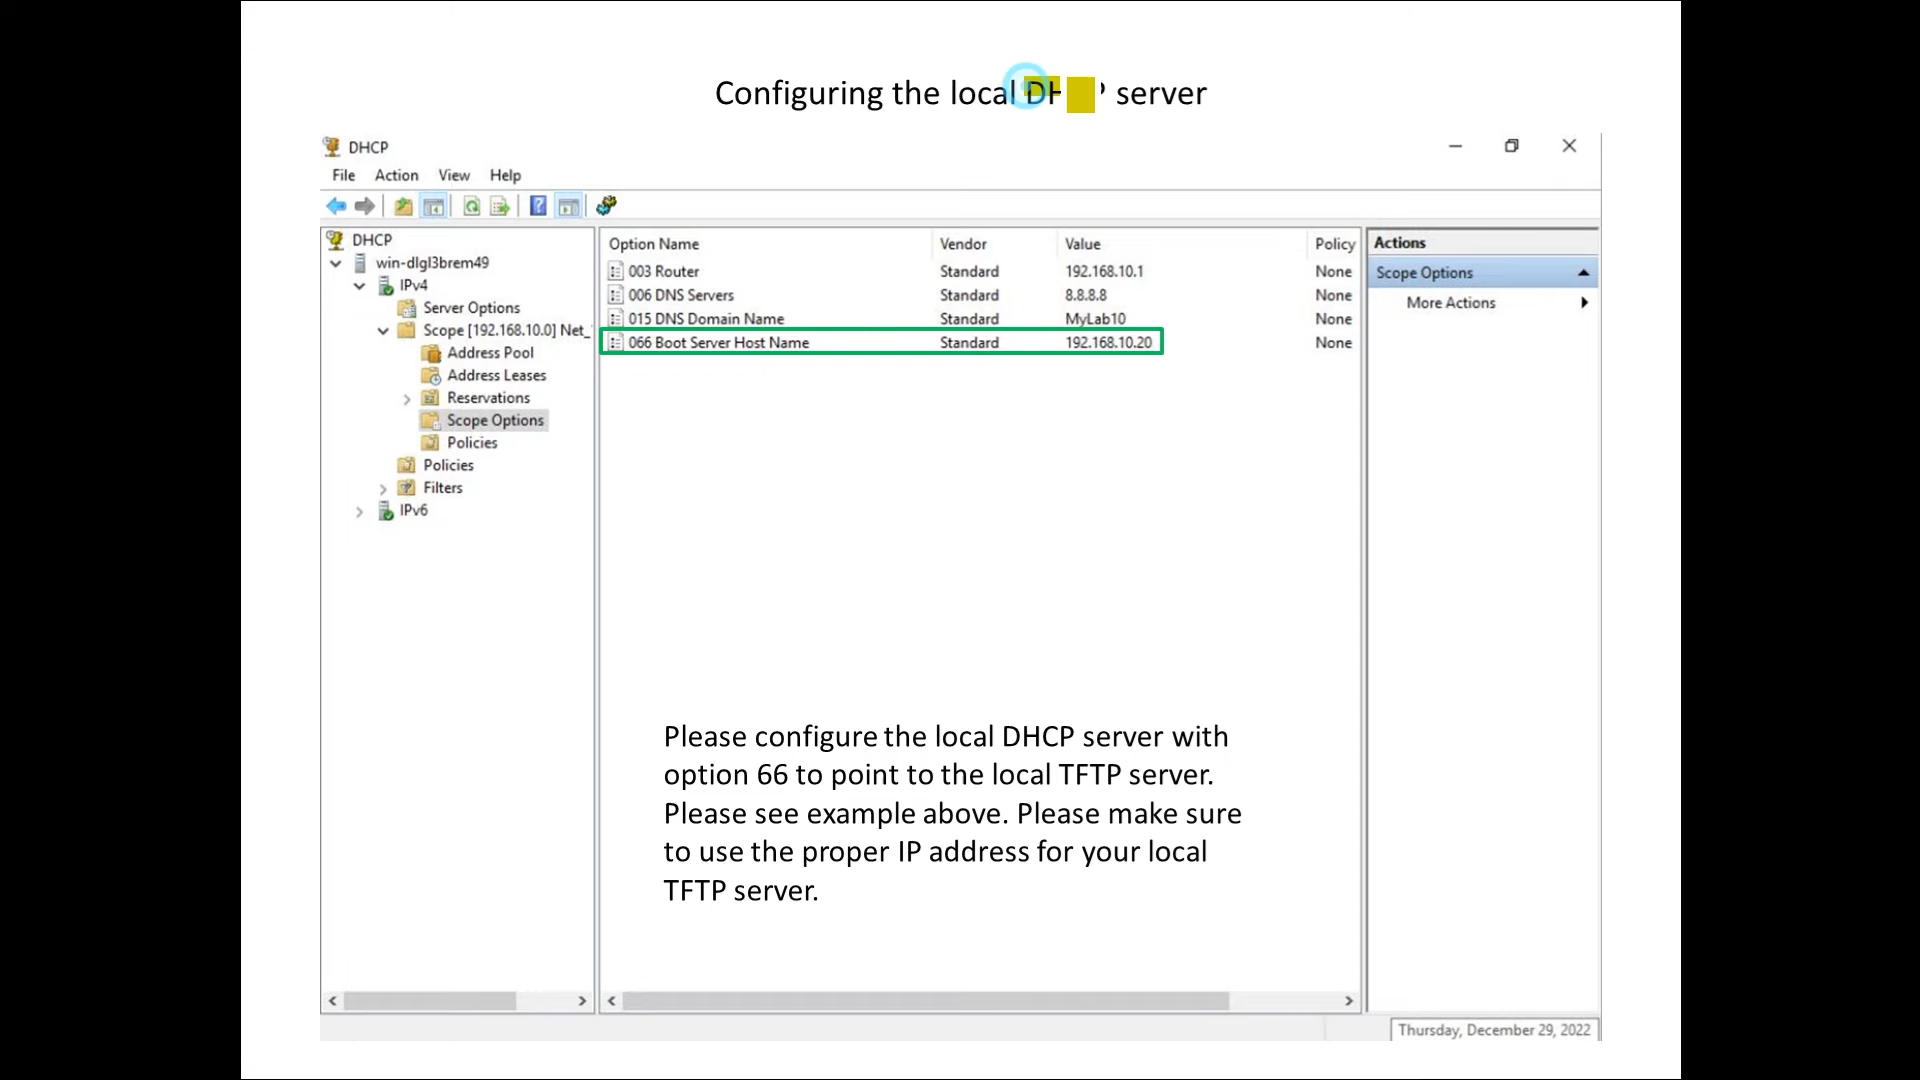 Configuring the local DH P server
DHCP
File Action View Help
DHCP
win-dlgl3brem49
IPv4
Server Options
Scope [192.168.10.0] Net_
Address Pool
Address Leases
Reservations
Scope Options
Policies
Policies
Filters
IPv6
Option Name Vendor Value Policy
003 Router Standard 192.168.10.1 None
006 DNS Servers Standard 8.8.8.8 None
015 DNS Domain Name Standard MyLab10 None
066 Boot Server Host Name Standard 192.168.10.20 None
Actions
Scope Options
More Actions
Please configure the local DHCP server with
option 66 to point to the local TFTP server.
Please see example above. Please make sure
to use the proper IP address for your local
TFTP server.
Thursday, December 29, 2022